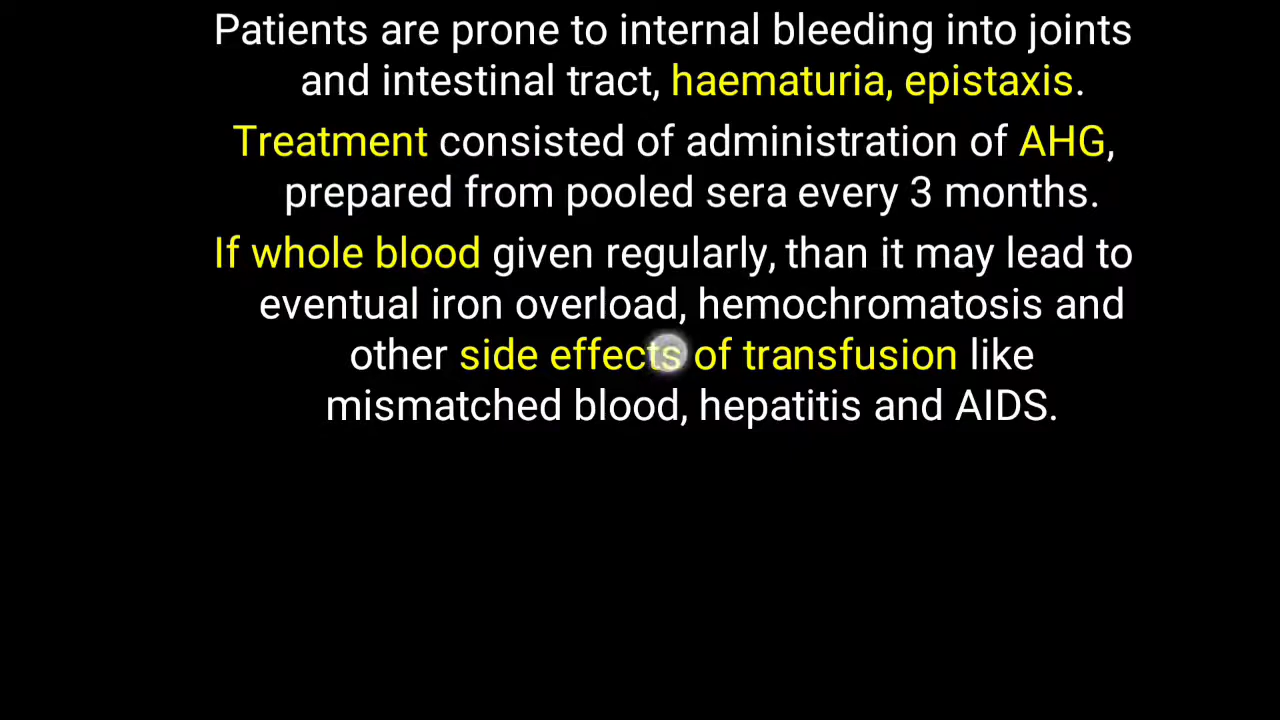 Patients are prone to internal bleeding into joints
and intestinal tract, haematuria, epistaxis.
Treatment consisted of administration of AHG,
prepared from pooled sera every 3 months.
If whole blood given regularly, than it may lead to
eventual iron overload, hemochromatosis and
other side effects of transfusion like
mismatched blood, hepatitis and AIDS.